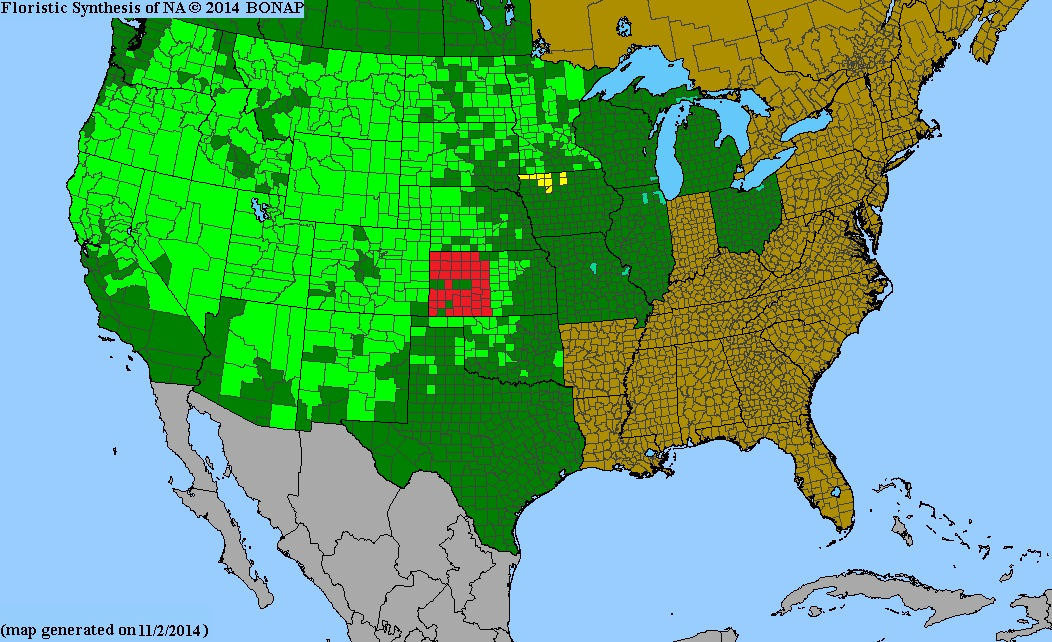 Floristic Synthesis of NA © 2014 BONAP
(map generated on 11/2/2014)